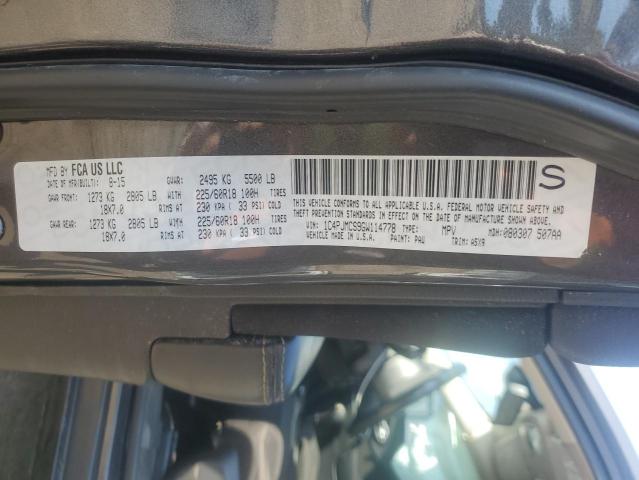 MFD BY FCA US LLC
DATE OF MFR(BUILT): 8-15 GVWR: 2495 KG 5500 LB
GAWR FRONT: 1273 KG 2805 LB WITH 225/60R18 100H TIRES
18X7.0 RIMS AT 230 KPA ( 33 PSI) COLD
GAWR REAR: 1273 KG 2805 LB WITH 225/60R18 100H TIRES
18X7.0 RIMS AT 230 KPA ( 33 PSI) COLD
S
THIS VEHICLE CONFORMS TO ALL APPLICABLE U.S.A. FEDERAL MOTOR VEHICLE SAFETY AND
THEFT PREVENTION STANDARDS IN EFFECT ON THE DATE OF MANUFACTURE SHOWN ABOVE.
VIN: 1C4PJMCS9GW114778 TYPE: MPV MDH: 080307 507AA
VEHICLE MADE IN U.S.A. PAINT: PAU TRIM: A5X9